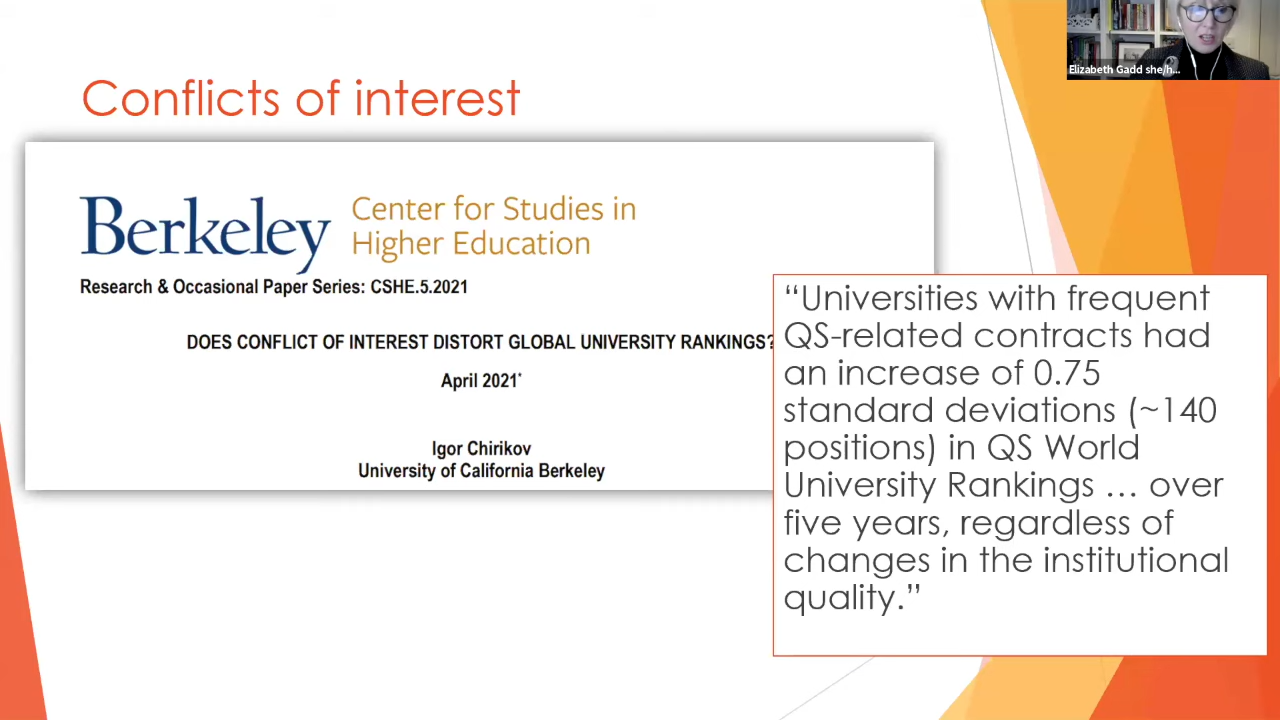 Elizabeth Gadd she/h...
Conflicts of interest
Berkeley
Center for Studies in
Higher Education
Research & Occasional Paper Series: CSHE.5.2021
DOES CONFLICT OF INTEREST DISTORT GLOBAL UNIVERSITY RANKINGS?
April 2021*
Igor Chirikov
University of California Berkeley
“Universities with frequent
QS-related contracts had
an increase of 0.75
standard deviations (~140
positions) in QS World
University Rankings … over
five years, regardless of
changes in the institutional
quality.”